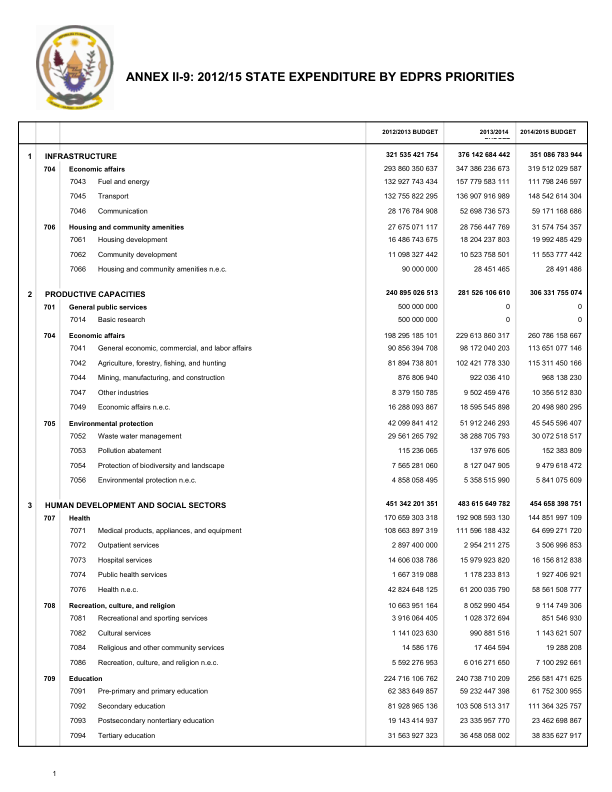 ANNEX II-9: 2012/15 STATE EXPENDITURE BY EDPRS PRIORITIES
2012/2013 BUDGET 2013/2014 2014/2015 BUDGET
1 INFRASTRUCTURE 321 535 421 754 376 142 684 442 351 086 783 944
704 Economic affairs 293 860 350 637 347 386 236 673 319 512 029 587
7043 Fuel and energy 132 927 743 434 157 779 583 111 111 798 246 597
7045 Transport 132 755 822 295 136 907 916 989 148 542 614 304
7046 Communication 28 176 784 908 52 698 736 573 59 171 168 686
706 Housing and community amenities 27 675 071 117 28 756 447 769 31 574 754 357
7061 Housing development 16 486 743 675 18 204 237 803 19 992 485 429
7062 Community development 11 098 327 442 10 523 758 501 11 553 777 442
7066 Housing and community amenities n.e.c. 90 000 000 28 451 465 28 491 486
2 PRODUCTIVE CAPACITIES 240 895 026 513 281 526 106 610 306 331 755 074
701 General public services 500 000 000 0 0
7014 Basic research 500 000 000 0 0
704 Economic affairs 198 295 185 101 229 613 860 317 260 786 158 667
7041 General economic, commercial, and labor affairs 90 856 394 708 98 172 040 203 113 651 077 146
7042 Agriculture, forestry, fishing, and hunting 81 894 738 801 102 421 778 330 115 311 450 166
7044 Mining, manufacturing, and construction 876 806 940 922 036 410 968 138 230
7047 Other industries 8 379 150 785 9 502 459 476 10 356 512 830
7049 Economic affairs n.e.c. 16 288 093 867 18 595 545 898 20 498 980 295
705 Environmental protection 42 099 841 412 51 912 246 293 45 545 596 407
7052 Waste water management 29 561 265 792 38 288 705 793 30 072 518 517
7053 Pollution abatement 115 236 065 137 976 605 152 383 809
7054 Protection of biodiversity and landscape 7 565 281 060 8 127 047 905 9 479 618 472
7056 Environmental protection n.e.c. 4 858 058 495 5 358 515 990 5 841 075 609
3 HUMAN DEVELOPMENT AND SOCIAL SECTORS 451 342 201 351 483 615 649 782 454 658 398 751
707 Health 170 659 303 318 192 908 593 130 144 851 997 109
7071 Medical products, appliances, and equipment 108 663 897 319 111 596 188 432 64 699 271 720
7072 Outpatient services 2 897 400 000 2 954 211 275 3 506 996 853
7073 Hospital services 14 606 038 786 15 979 923 820 16 156 812 838
7074 Public health services 1 667 319 088 1 178 233 813 1 927 406 921
7076 Health n.e.c. 42 824 648 125 61 200 035 790 58 561 508 777
708 Recreation, culture, and religion 10 663 951 164 8 052 990 454 9 114 749 306
7081 Recreational and sporting services 3 916 064 405 1 028 372 694 851 546 930
7082 Cultural services 1 141 023 630 990 881 516 1 143 621 507
7084 Religious and other community services 14 586 176 17 464 594 19 288 208
7086 Recreation, culture, and religion n.e.c. 5 592 276 953 6 016 271 650 7 100 292 661
709 Education 224 716 106 762 240 738 710 209 256 581 471 625
7091 Pre-primary and primary education 62 383 649 857 59 232 447 398 61 752 300 955
7092 Secondary education 81 928 965 136 103 508 513 317 111 364 325 757
7093 Postsecondary nontertiary education 19 143 414 937 23 335 957 770 23 462 698 867
7094 Tertiary education 31 563 927 323 36 458 058 002 38 835 627 917
1